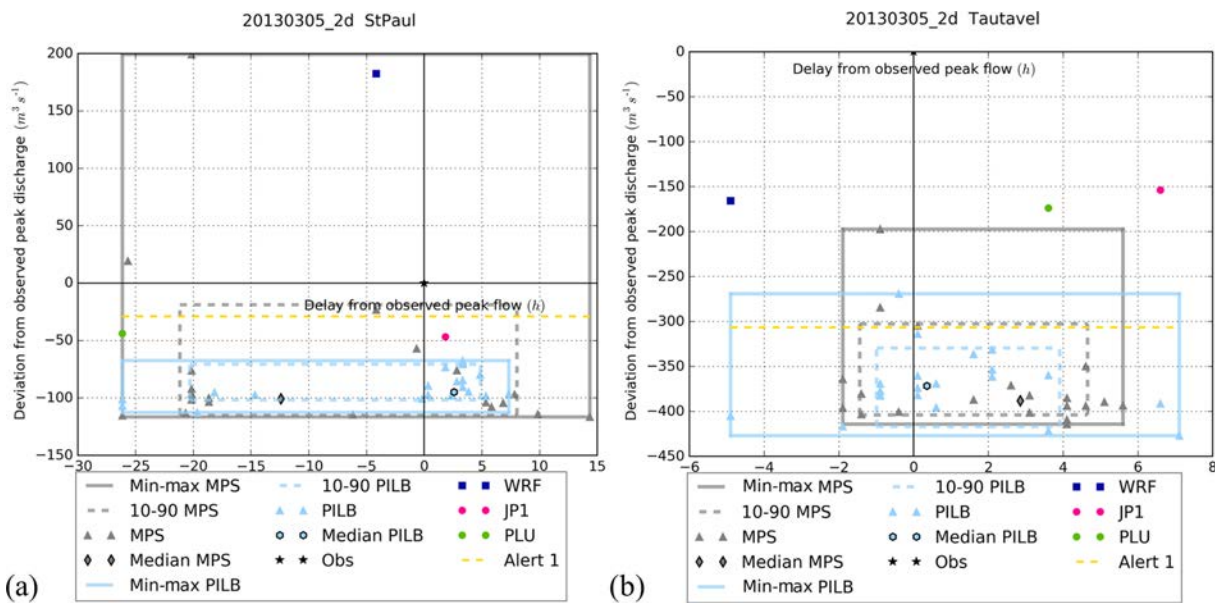 20130305_2d StPaul
Deviation from observed peak discharge (m³ s⁻¹)
200
150
100
50
0
−50
−100
−150
Delay from observed peak flow (h)
−30 −25 −20 −15 −10 −5 0 5 10 15
Min-max MPS
10-90 MPS
MPS
Median MPS
Min-max PILB
10-90 PILB
PILB
Median PILB
Obs
WRF
JP1
PLU
Alert 1
(a)
20130305_2d Tautavel
Deviation from observed peak discharge (m³ s⁻¹)
0
−50
−100
−150
−200
−250
−300
−350
−400
−450
Delay from observed peak flow (h)
−6 −4 −2 0 2 4 6 8
Min-max MPS
10-90 MPS
MPS
Median MPS
Min-max PILB
10-90 PILB
PILB
Median PILB
Obs
WRF
JP1
PLU
Alert 1
(b)